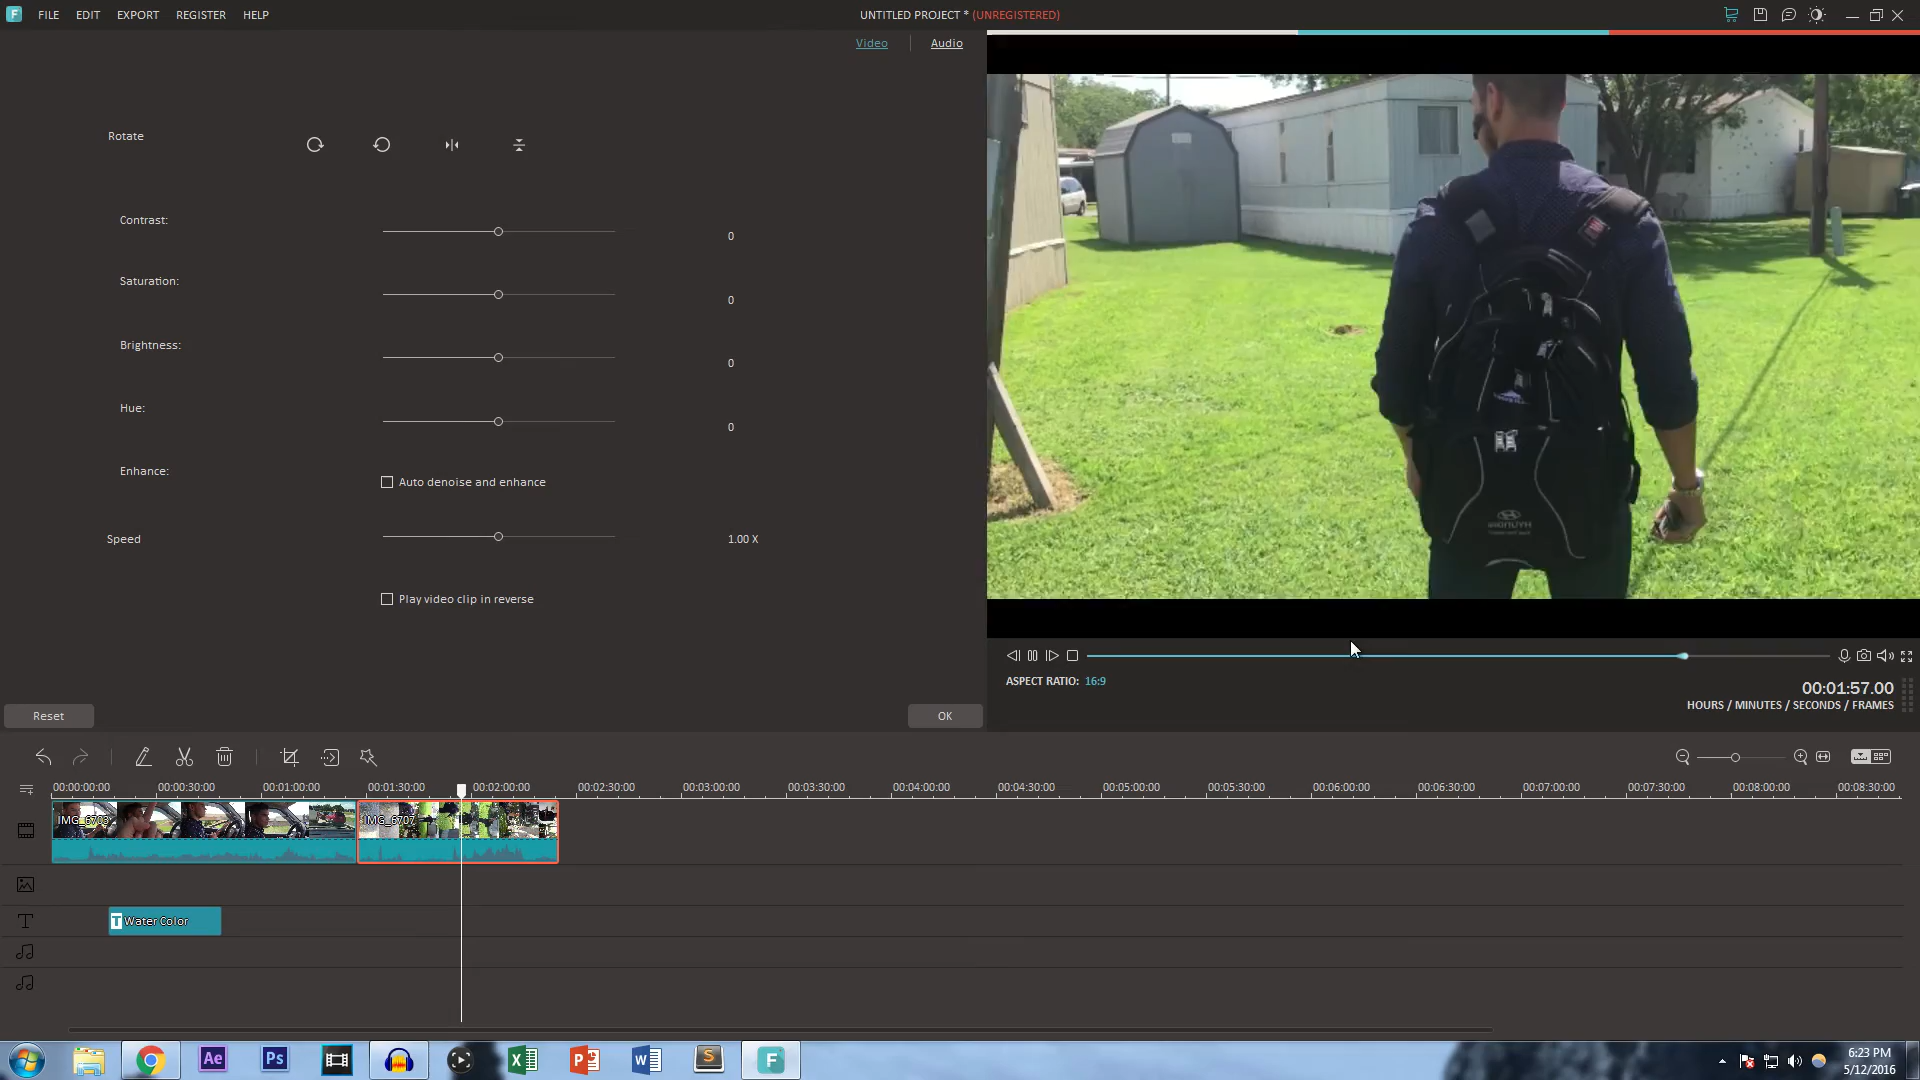 FILE EDIT EXPORT REGISTER HELP
UNTITLED PROJECT * (UNREGISTERED)
Video Audio
Rotate
Contrast: 0
Saturation: 0
Brightness: 0
Hue: 0
Enhance: Auto denoise and enhance
Speed 1.00 X
Play video clip in reverse
ASPECT RATIO: 16:9
00:01:57.00
HOURS / MINUTES / SECONDS / FRAMES
Reset OK
00:00:00:00 00:00:30:00 00:01:00:00 00:01:30:00 00:02:00:00 00:02:30:00 00:03:00:00 00:03:30:00 00:04:00:00 00:04:30:00 00:05:00:00 00:05:30:00 00:06:00:00 00:06:30:00 00:07:00:00 00:07:30:00 00:08:00:00 00:08:30:00
IMG_6703 IMG_6707
T Water Color
Ae Ps
6:23 PM
5/12/2016